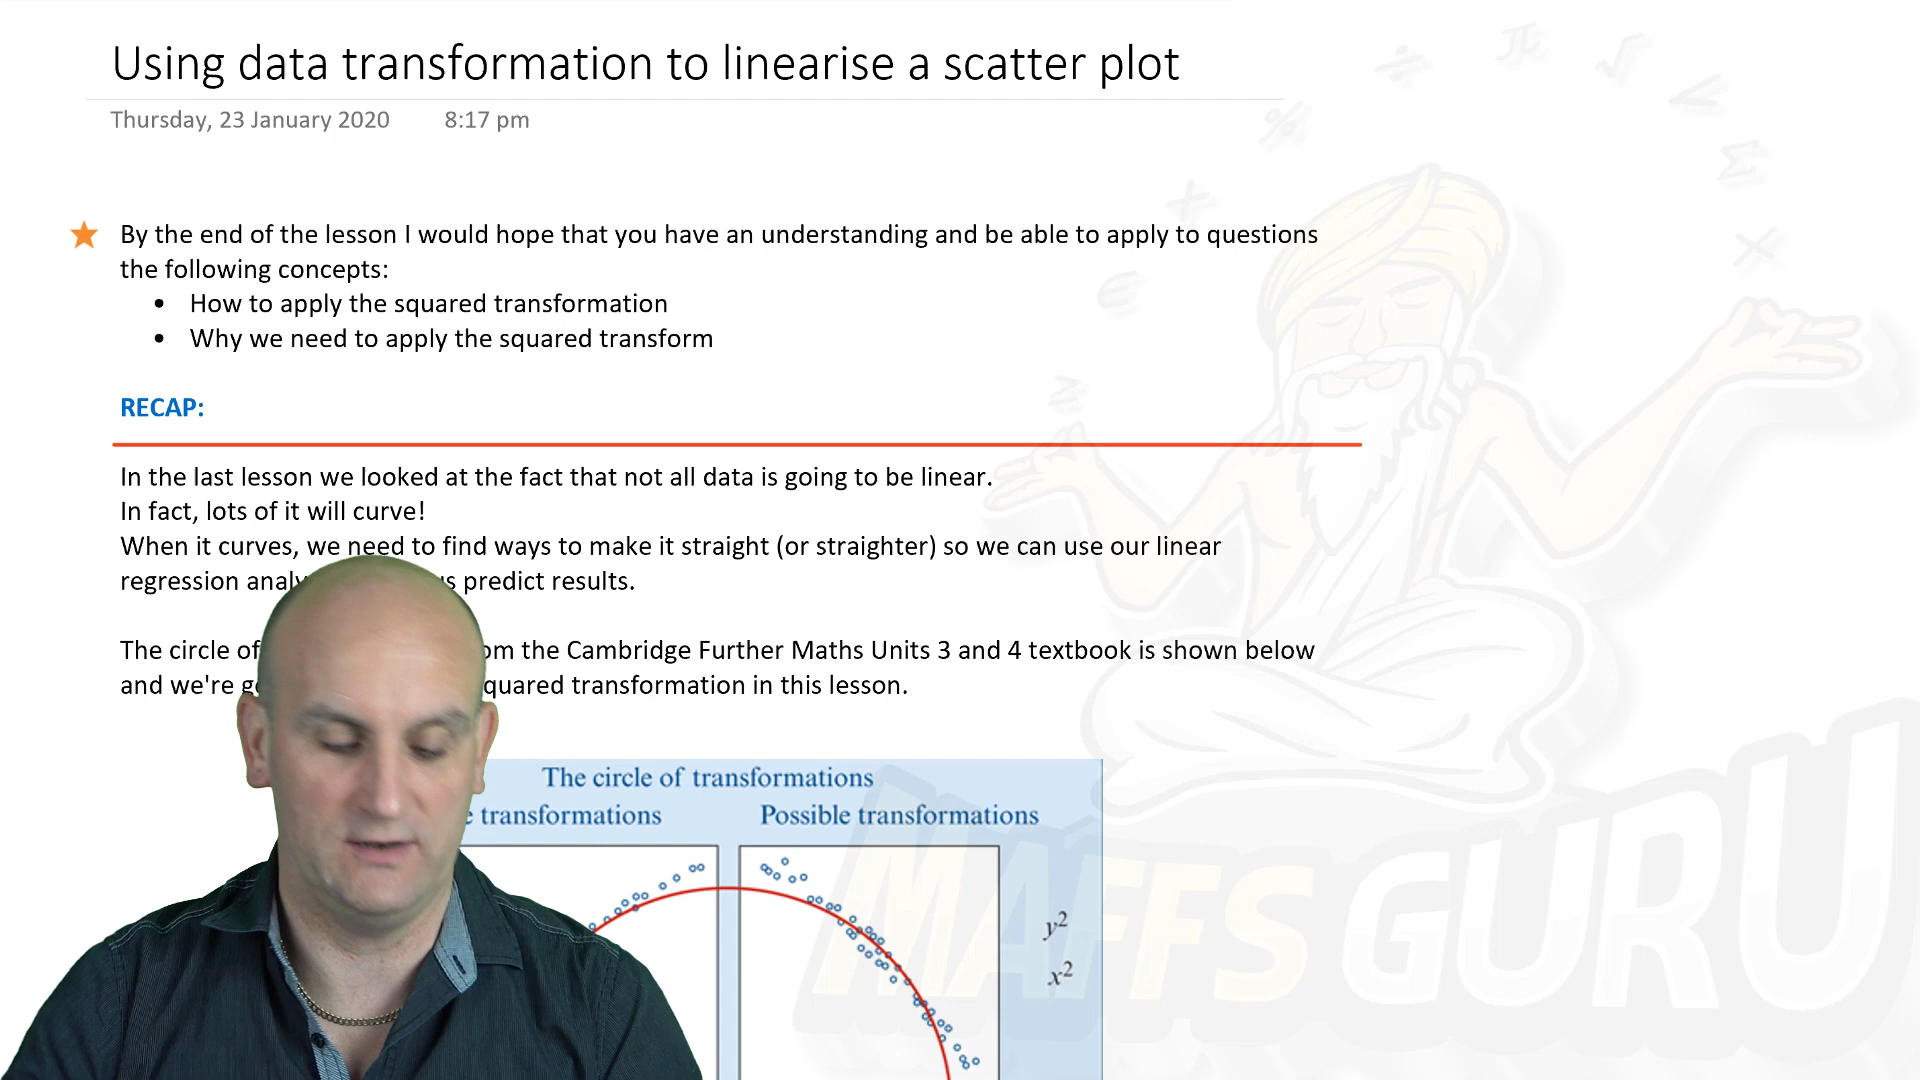 Using data transformation to linearise a scatter plot
Thursday, 23 January 2020 8:17 pm
By the end of the lesson I would hope that you have an understanding and be able to apply to questions
the following concepts:
• How to apply the squared transformation
• Why we need to apply the squared transform
RECAP:
In the last lesson we looked at the fact that not all data is going to be linear.
In fact, lots of it will curve!
When it curves, we need to find ways to make it straight (or straighter) so we can use our linear
regression predict results.
The circle of the Cambridge Further Maths Units 3 and 4 textbook is shown below
and we're transformation in this lesson.
The circle of transformations
transformations Possible transformations
y²
x²
MAFFS GURU